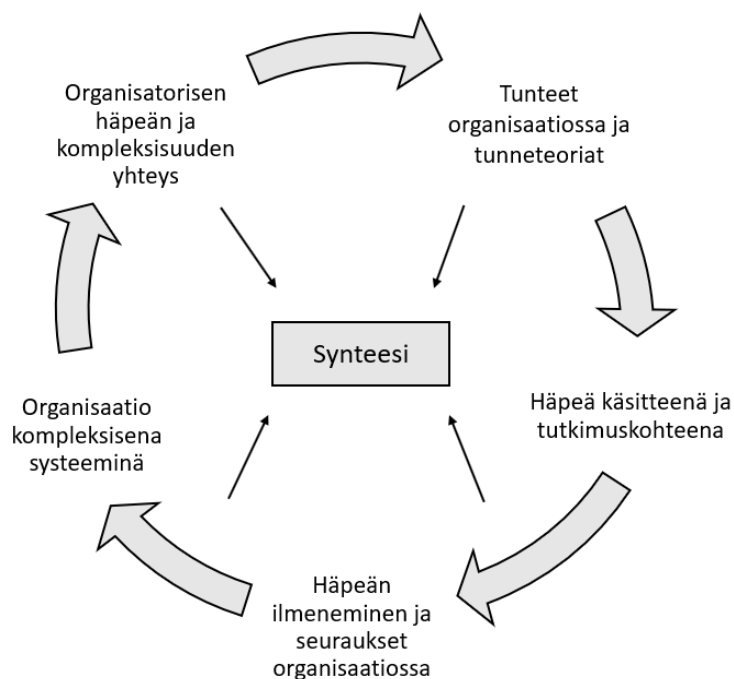 Organisatorisen
häpeän ja
kompleksisuuden
yhteys
Tunteet
organisaatiossa ja
tunneteoriat
Synteesi
Häpeä käsitteenä ja
tutkimuskohteena
Organisaatio
kompleksisena
systeeminä
Häpeän
ilmeneminen ja
seuraukset
organisaatiossa